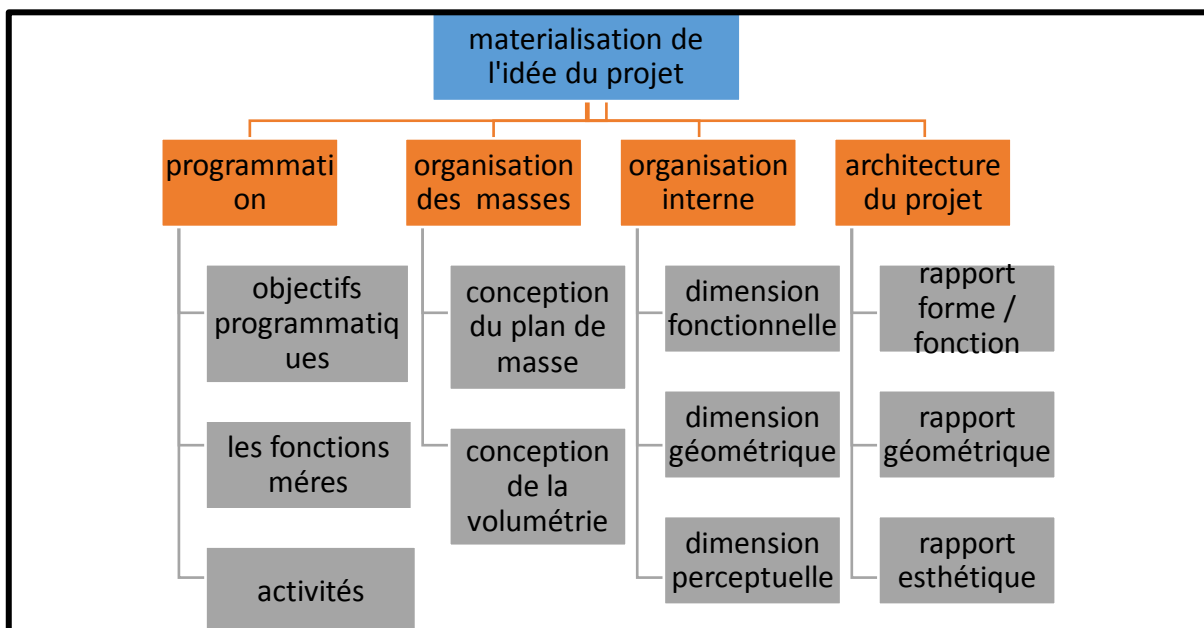 materialisation de
l'idée du projet
programmati
on
objectifs
programmatiq
ues
les fonctions
méres
activités
organisation
des masses
conception
du plan de
masse
conception
de la
volumétrie
organisation
interne
dimension
fonctionnelle
dimension
géométrique
dimension
perceptuelle
architecture
du projet
rapport
forme /
fonction
rapport
géométrique
rapport
esthétique